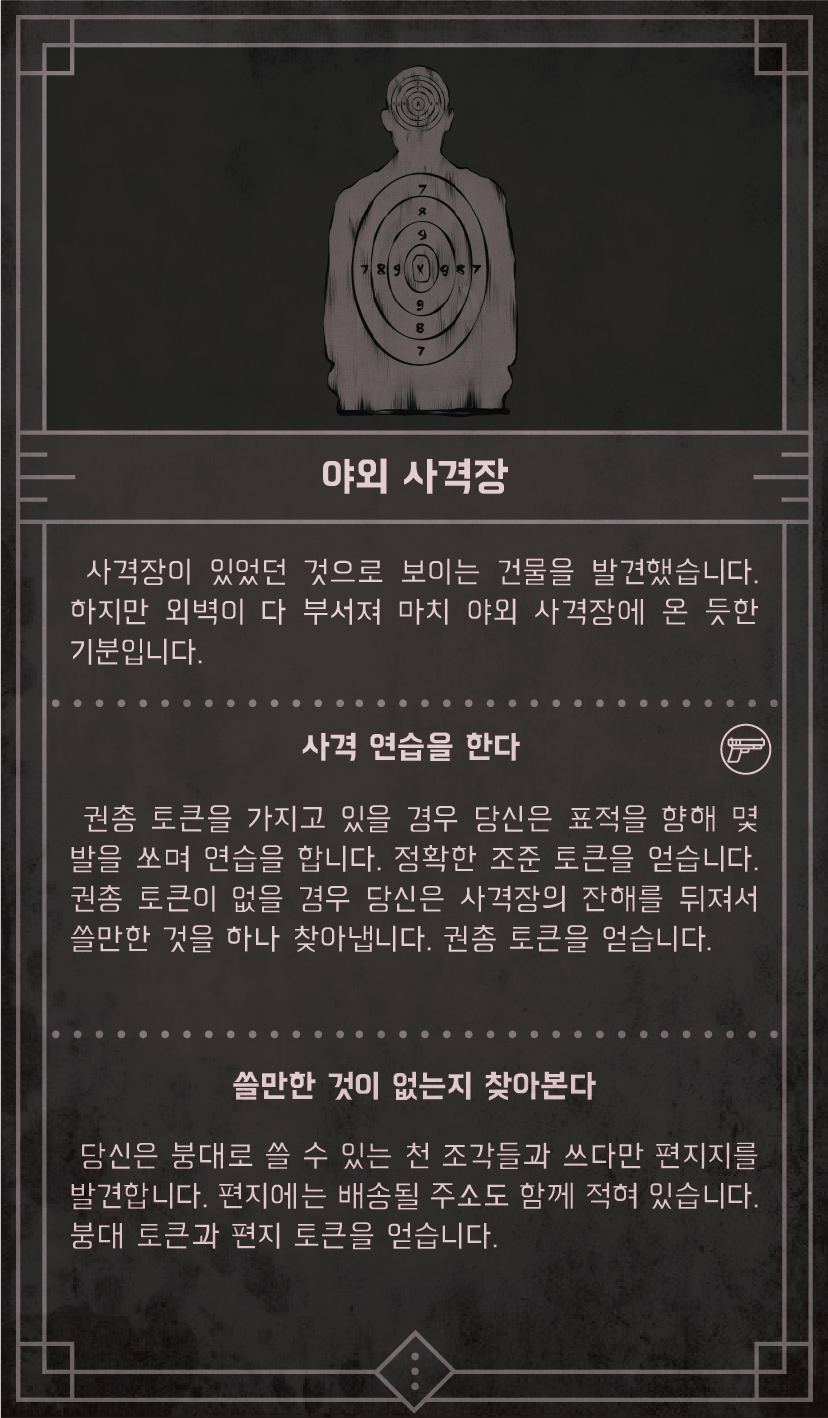 7
8
9
7 8 9 X 9 8 7
9
8
7
야외 사격장
사격장이 있었던 것으로 보이는 건물을 발견했습니다.
하지만 외벽이 다 부서져 마치 야외 사격장에 온 듯한
기분입니다.
사격 연습을 한다
권총 토큰을 가지고 있을 경우 당신은 표적을 향해 몇
발을 쏘며 연습을 합니다. 정확한 조준 토큰을 얻습니다.
권총 토큰이 없을 경우 당신은 사격장의 잔해를 뒤져서
쓸만한 것을 하나 찾아냅니다. 권총 토큰을 얻습니다.
쓸만한 것이 없는지 찾아본다
당신은 붕대로 쓸 수 있는 천 조각들과 쓰다만 편지지를
발견합니다. 편지에는 배송될 주소도 함께 적혀 있습니다.
붕대 토큰과 편지 토큰을 얻습니다.